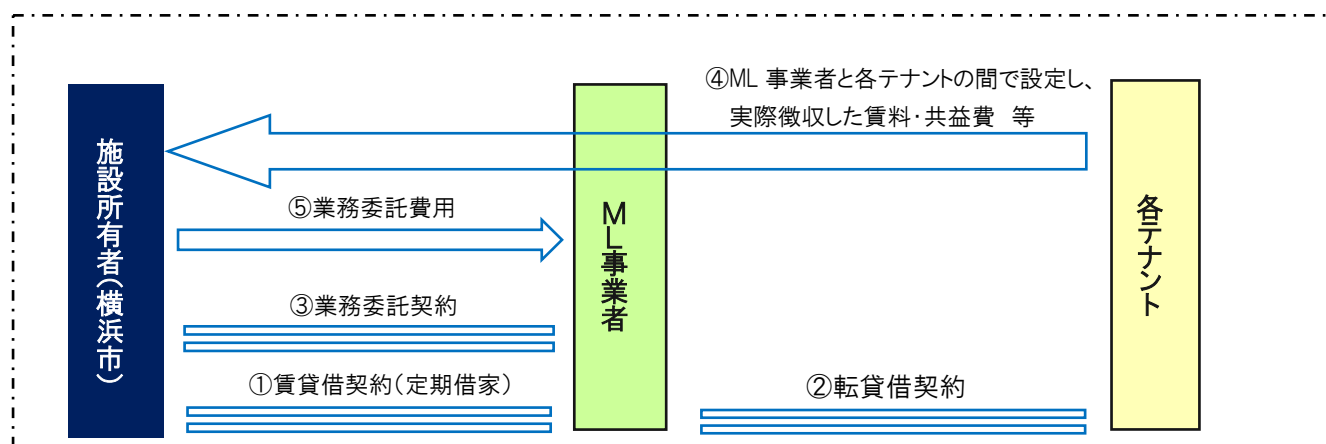 ④ML 事業者と各テナントの間で設定し、
実際徴収した賃料・共益費　等
施設所有者(横浜市)
⑤業務委託費用
ML事業者
各テナント
③業務委託契約
①賃貸借契約(定期借家)
②転貸借契約